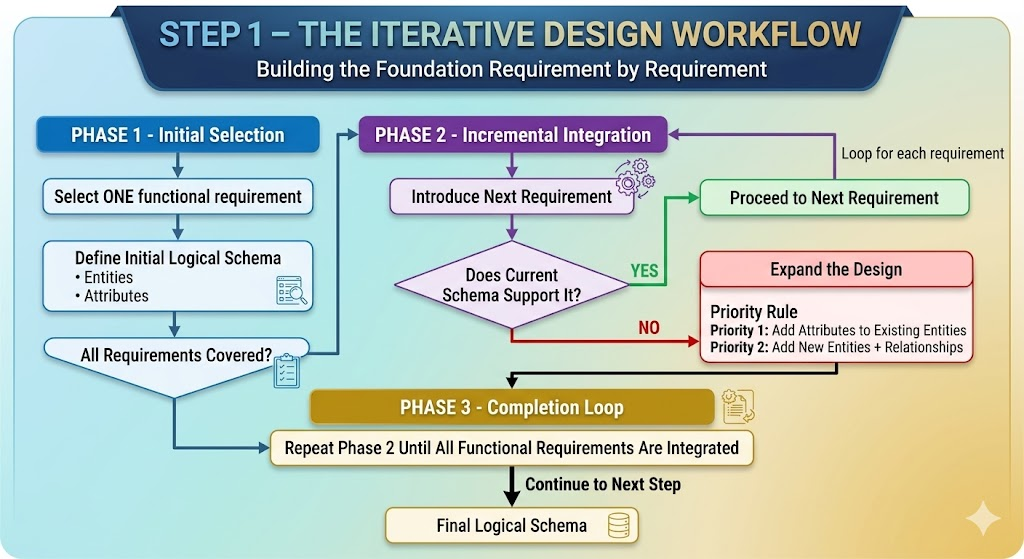 STEP 1 – THE ITERATIVE DESIGN WORKFLOW
Building the Foundation Requirement by Requirement
PHASE 1 - Initial Selection
Select ONE functional requirement
Define Initial Logical Schema
• Entities
• Attributes
All Requirements Covered?
PHASE 2 - Incremental Integration
Introduce Next Requirement
Does Current
Schema Support It?
YES
NO
Loop for each requirement
Proceed to Next Requirement
Expand the Design
Priority Rule
Priority 1: Add Attributes to Existing Entities
Priority 2: Add New Entities + Relationships
PHASE 3 - Completion Loop
Repeat Phase 2 Until All Functional Requirements Are Integrated
Continue to Next Step
Final Logical Schema